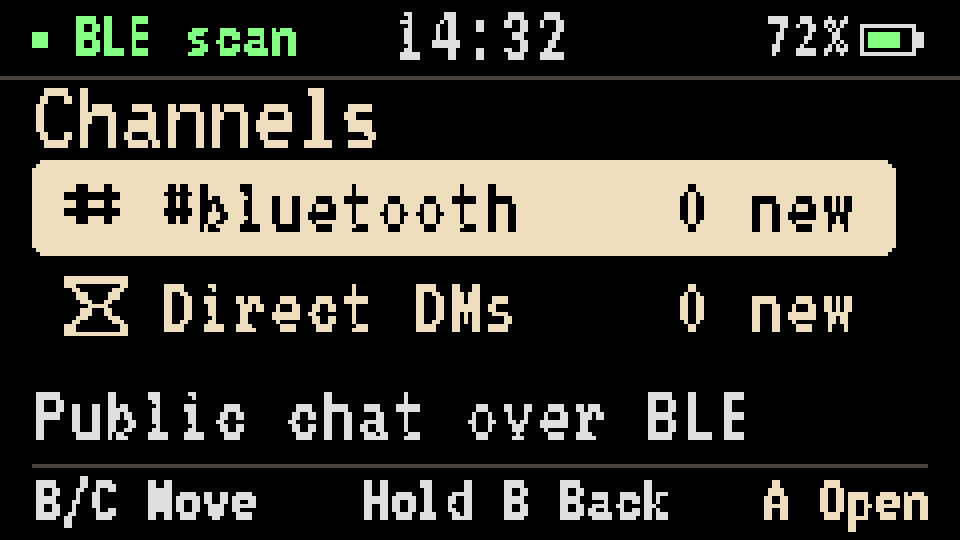 BLE scan 14:32 72%
Channels
# #bluetooth 0 new
Direct DMs 0 new
Public chat over BLE
B/C Move Hold B Back A Open